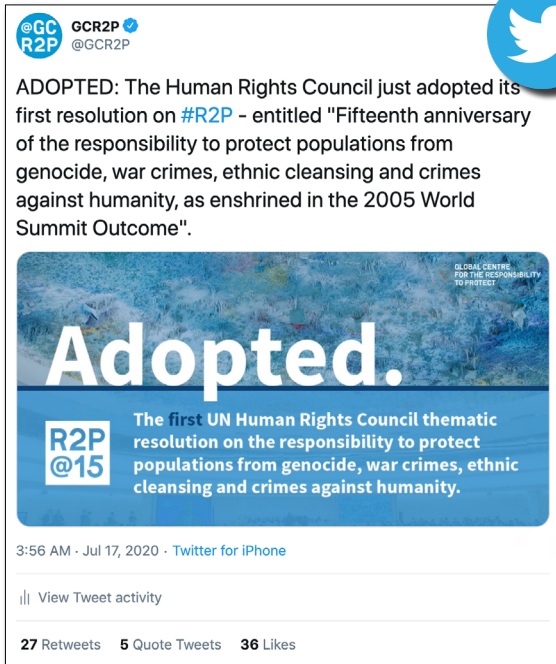 @GC
R2P
GCR2P
@GCR2P
ADOPTED: The Human Rights Council just adopted its
first resolution on #R2P - entitled "Fifteenth anniversary
of the responsibility to protect populations from
genocide, war crimes, ethnic cleansing and crimes
against humanity, as enshrined in the 2005 World
Summit Outcome".
GLOBAL CENTRE
FOR THE RESPONSIBILITY
TO PROTECT
Adopted.
R2P
@15
The first UN Human Rights Council thematic
resolution on the responsibility to protect
populations from genocide, war crimes, ethnic
cleansing and crimes against humanity.
3:56 AM · Jul 17, 2020 · Twitter for iPhone
View Tweet activity
27 Retweets 5 Quote Tweets 36 Likes